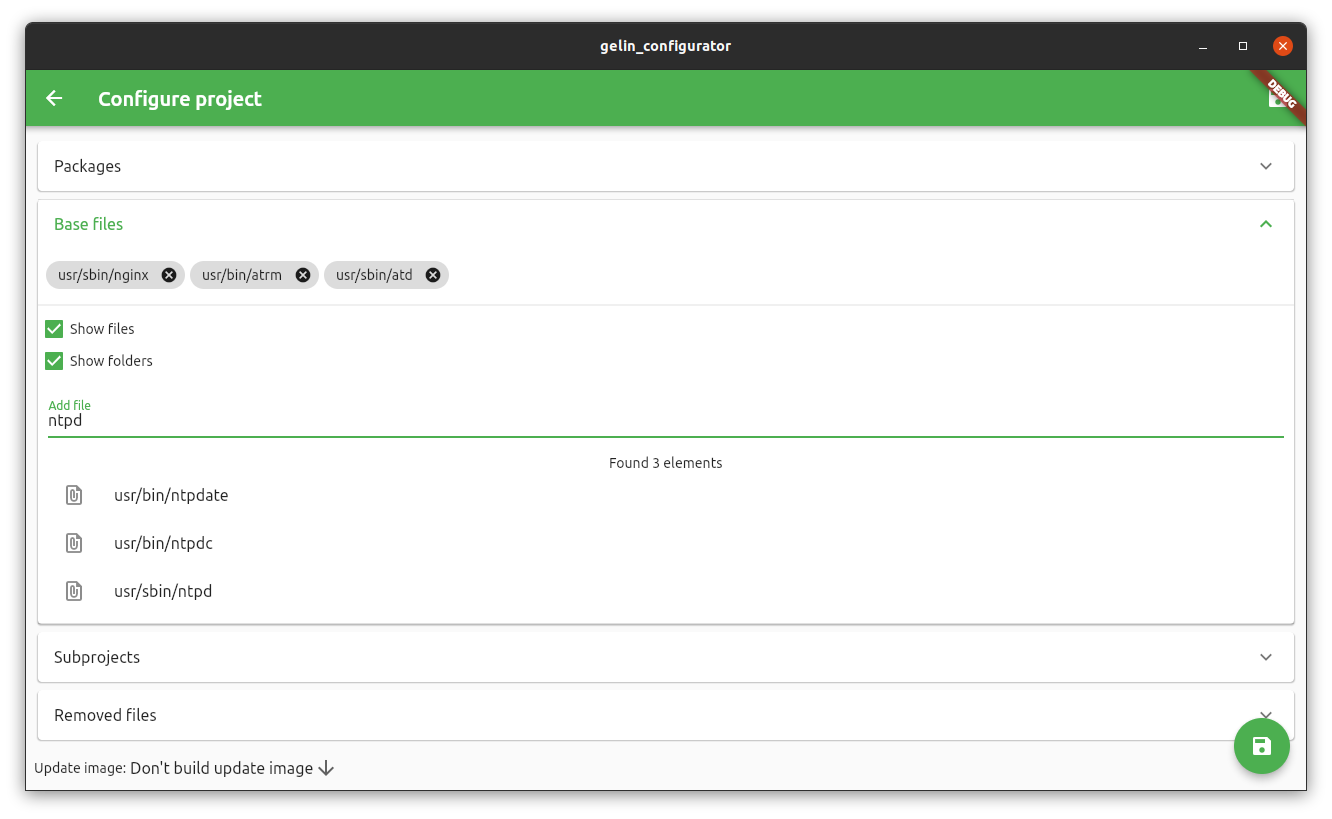 gelin_configurator
Configure project
DEBUG
Packages
Base files
usr/sbin/nginx usr/bin/atrm usr/sbin/atd
Show files
Show folders
Add file
ntpd
Found 3 elements
usr/bin/ntpdate
usr/bin/ntpdc
usr/sbin/ntpd
Subprojects
Removed files
Update image: Don't build update image